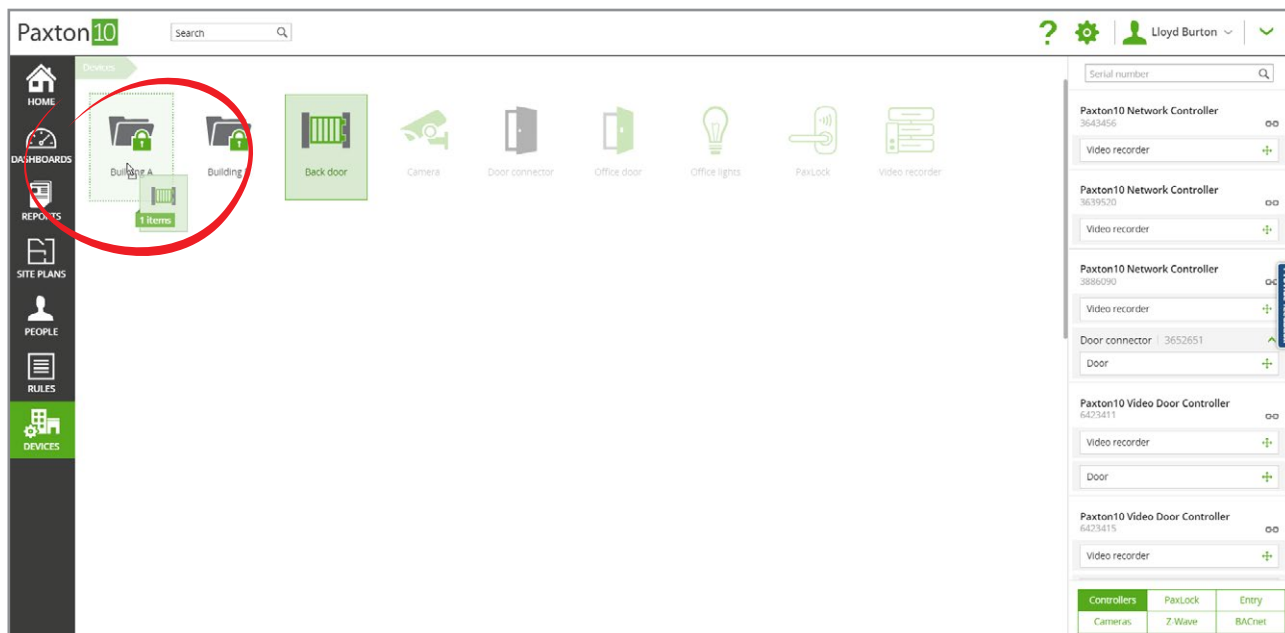 Paxton10
Search
Lloyd Burton
HOME
DASHBOARDS
REPORTS
SITE PLANS
PEOPLE
RULES
DEVICES
Devices
Building A
Building
1 items
Back door
Camera
Door connector
Office door
Office lights
PaxLock
Video recorder
Serial number
Paxton10 Network Controller
3643456
Video recorder
Paxton10 Network Controller
3639520
Video recorder
Paxton10 Network Controller
3886090
Video recorder
Door connector 3652651
Door
Paxton10 Video Door Controller
6423411
Video recorder
Door
Paxton10 Video Door Controller
6423415
Video recorder
Controllers PaxLock Entry
Cameras Z-Wave BACnet